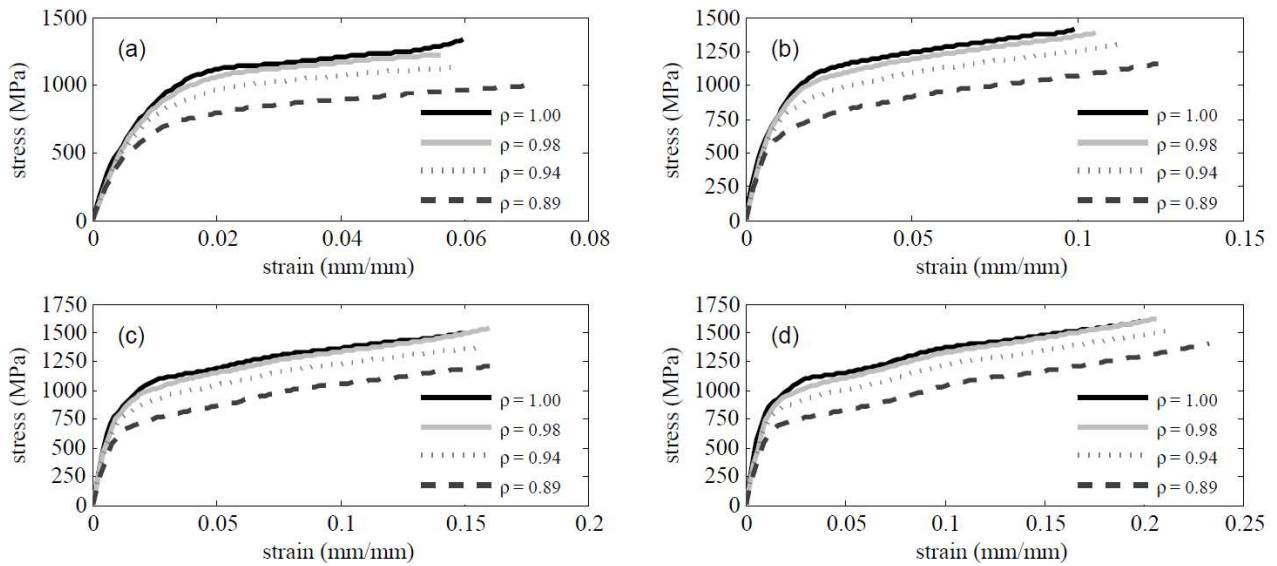 1500
(a)
1000
stress (MPa)
500
0
ρ = 1.00
ρ = 0.98
ρ = 0.94
ρ = 0.89
0 0.02 0.04 0.06 0.08
strain (mm/mm)
1500
1250
(b)
1000
stress (MPa)
750
500
250
0
ρ = 1.00
ρ = 0.98
ρ = 0.94
ρ = 0.89
0 0.05 0.1 0.15
strain (mm/mm)
1750
1500
(c)
1250
1000
stress (MPa)
750
500
250
0
ρ = 1.00
ρ = 0.98
ρ = 0.94
ρ = 0.89
0 0.05 0.1 0.15 0.2
strain (mm/mm)
1750
1500
(d)
1250
1000
stress (MPa)
750
500
250
0
ρ = 1.00
ρ = 0.98
ρ = 0.94
ρ = 0.89
0 0.05 0.1 0.15 0.2 0.25
strain (mm/mm)